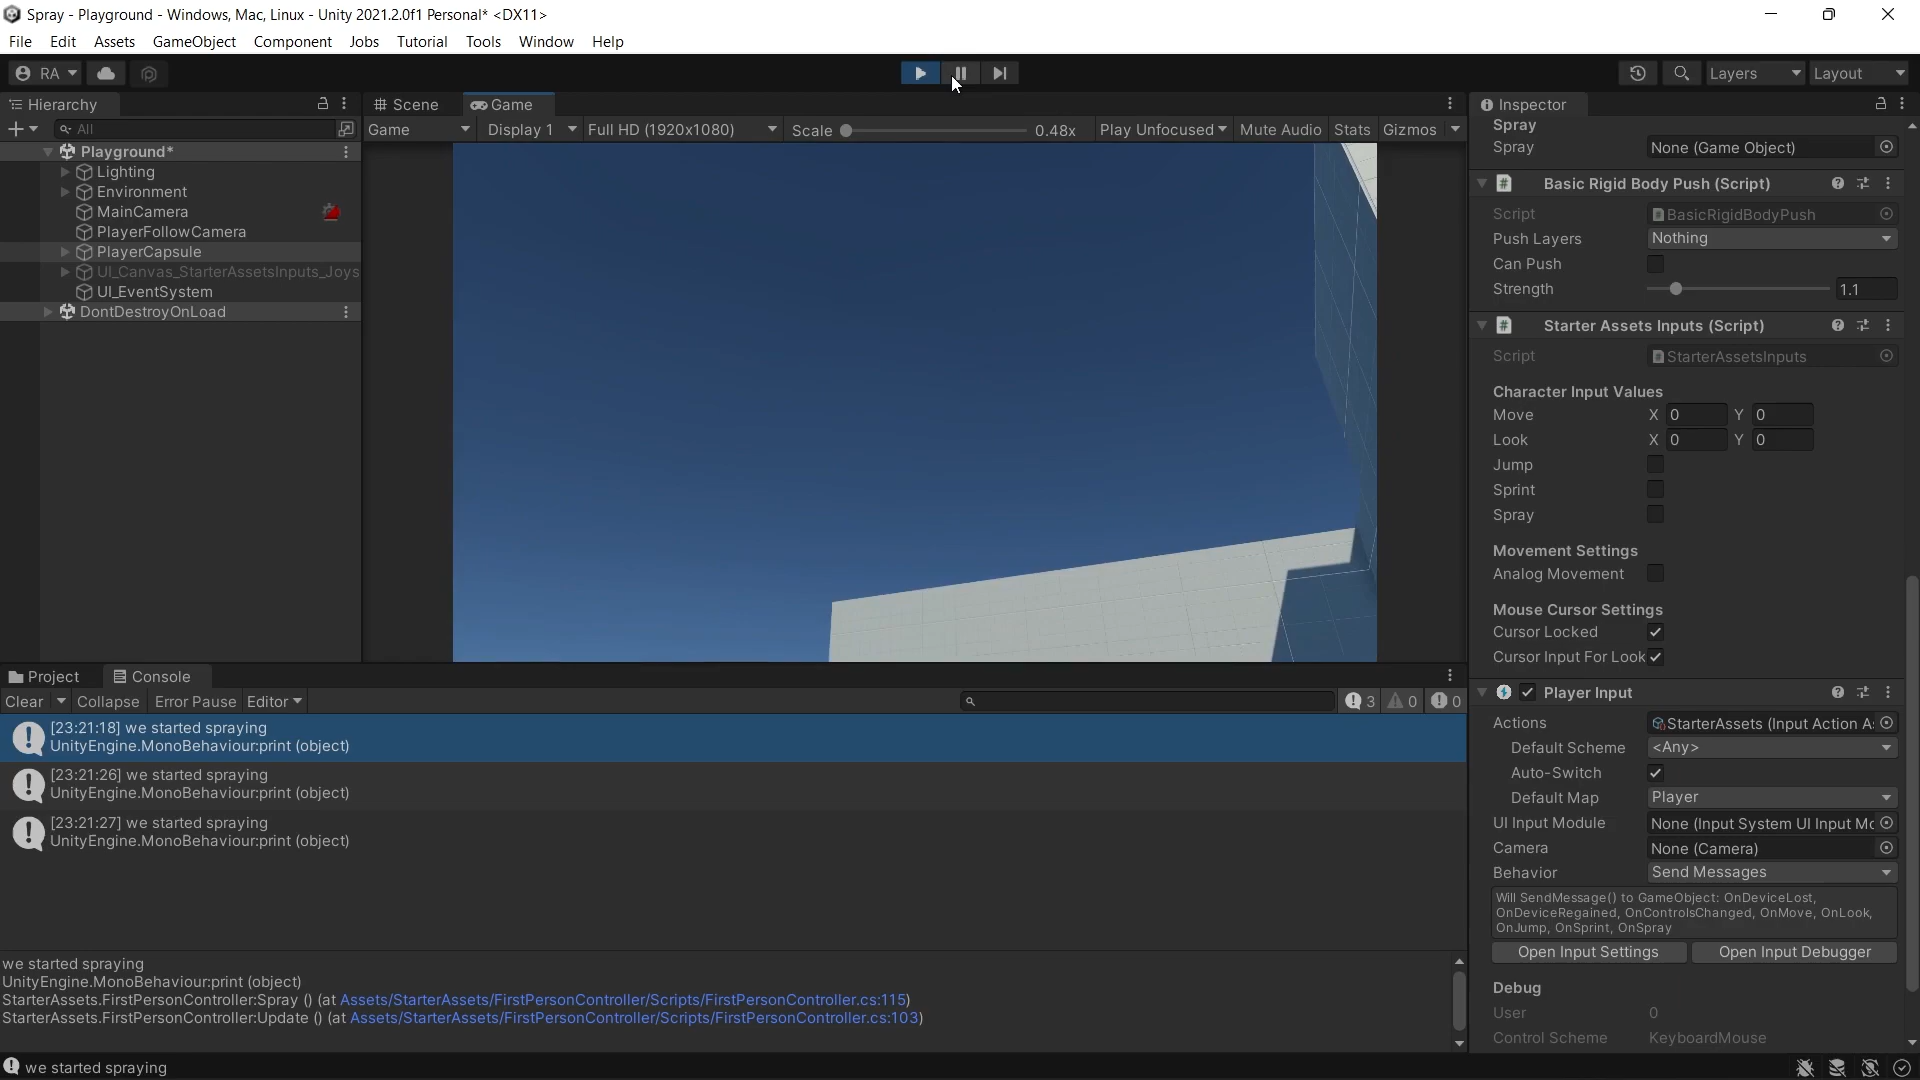 Spray - Playground - Windows, Mac, Linux - Unity 2021.2.0f1 Personal* <DX11>
File Edit Assets GameObject Component Jobs Tutorial Tools Window Help
RA Layers Layout
Hierarchy
All
Playground*
Lighting
Environment
MainCamera
PlayerFollowCamera
PlayerCapsule
UI_Canvas_StarterAssetsInputs_Joys
UI_EventSystem
DontDestroyOnLoad
Scene Game
Game Display 1 Full HD (1920x1080) Scale 0.48x Play Unfocused Mute Audio Stats Gizmos
Inspector
Spray
Spray None (Game Object)
Basic Rigid Body Push (Script)
Script BasicRigidBodyPush
Push Layers Nothing
Can Push
Strength 1.1
Starter Assets Inputs (Script)
Script StarterAssetsInputs
Character Input Values
Move X 0 Y 0
Look X 0 Y 0
Jump
Sprint
Spray
Movement Settings
Analog Movement
Mouse Cursor Settings
Cursor Locked
Cursor Input For Look
Player Input
Actions StarterAssets (Input Action A
Default Scheme <Any>
Auto-Switch
Default Map Player
UI Input Module None (Input System UI Input Mc
Camera None (Camera)
Behavior Send Messages
Will SendMessage() to GameObject: OnDeviceLost,
OnDeviceRegained, OnControlsChanged, OnMove, OnLook,
OnJump, OnSprint, OnSpray
Open Input Settings Open Input Debugger
Debug
User 0
Control Scheme KeyboardMouse
Project Console
Clear Collapse Error Pause Editor 3 0 0
[23:21:18] we started spraying
UnityEngine.MonoBehaviour:print (object)
[23:21:26] we started spraying
UnityEngine.MonoBehaviour:print (object)
[23:21:27] we started spraying
UnityEngine.MonoBehaviour:print (object)
we started spraying
UnityEngine.MonoBehaviour:print (object)
StarterAssets.FirstPersonController:Spray () (at Assets/StarterAssets/FirstPersonController/Scripts/FirstPersonController.cs:115)
StarterAssets.FirstPersonController:Update () (at Assets/StarterAssets/FirstPersonController/Scripts/FirstPersonController.cs:103)
we started spraying